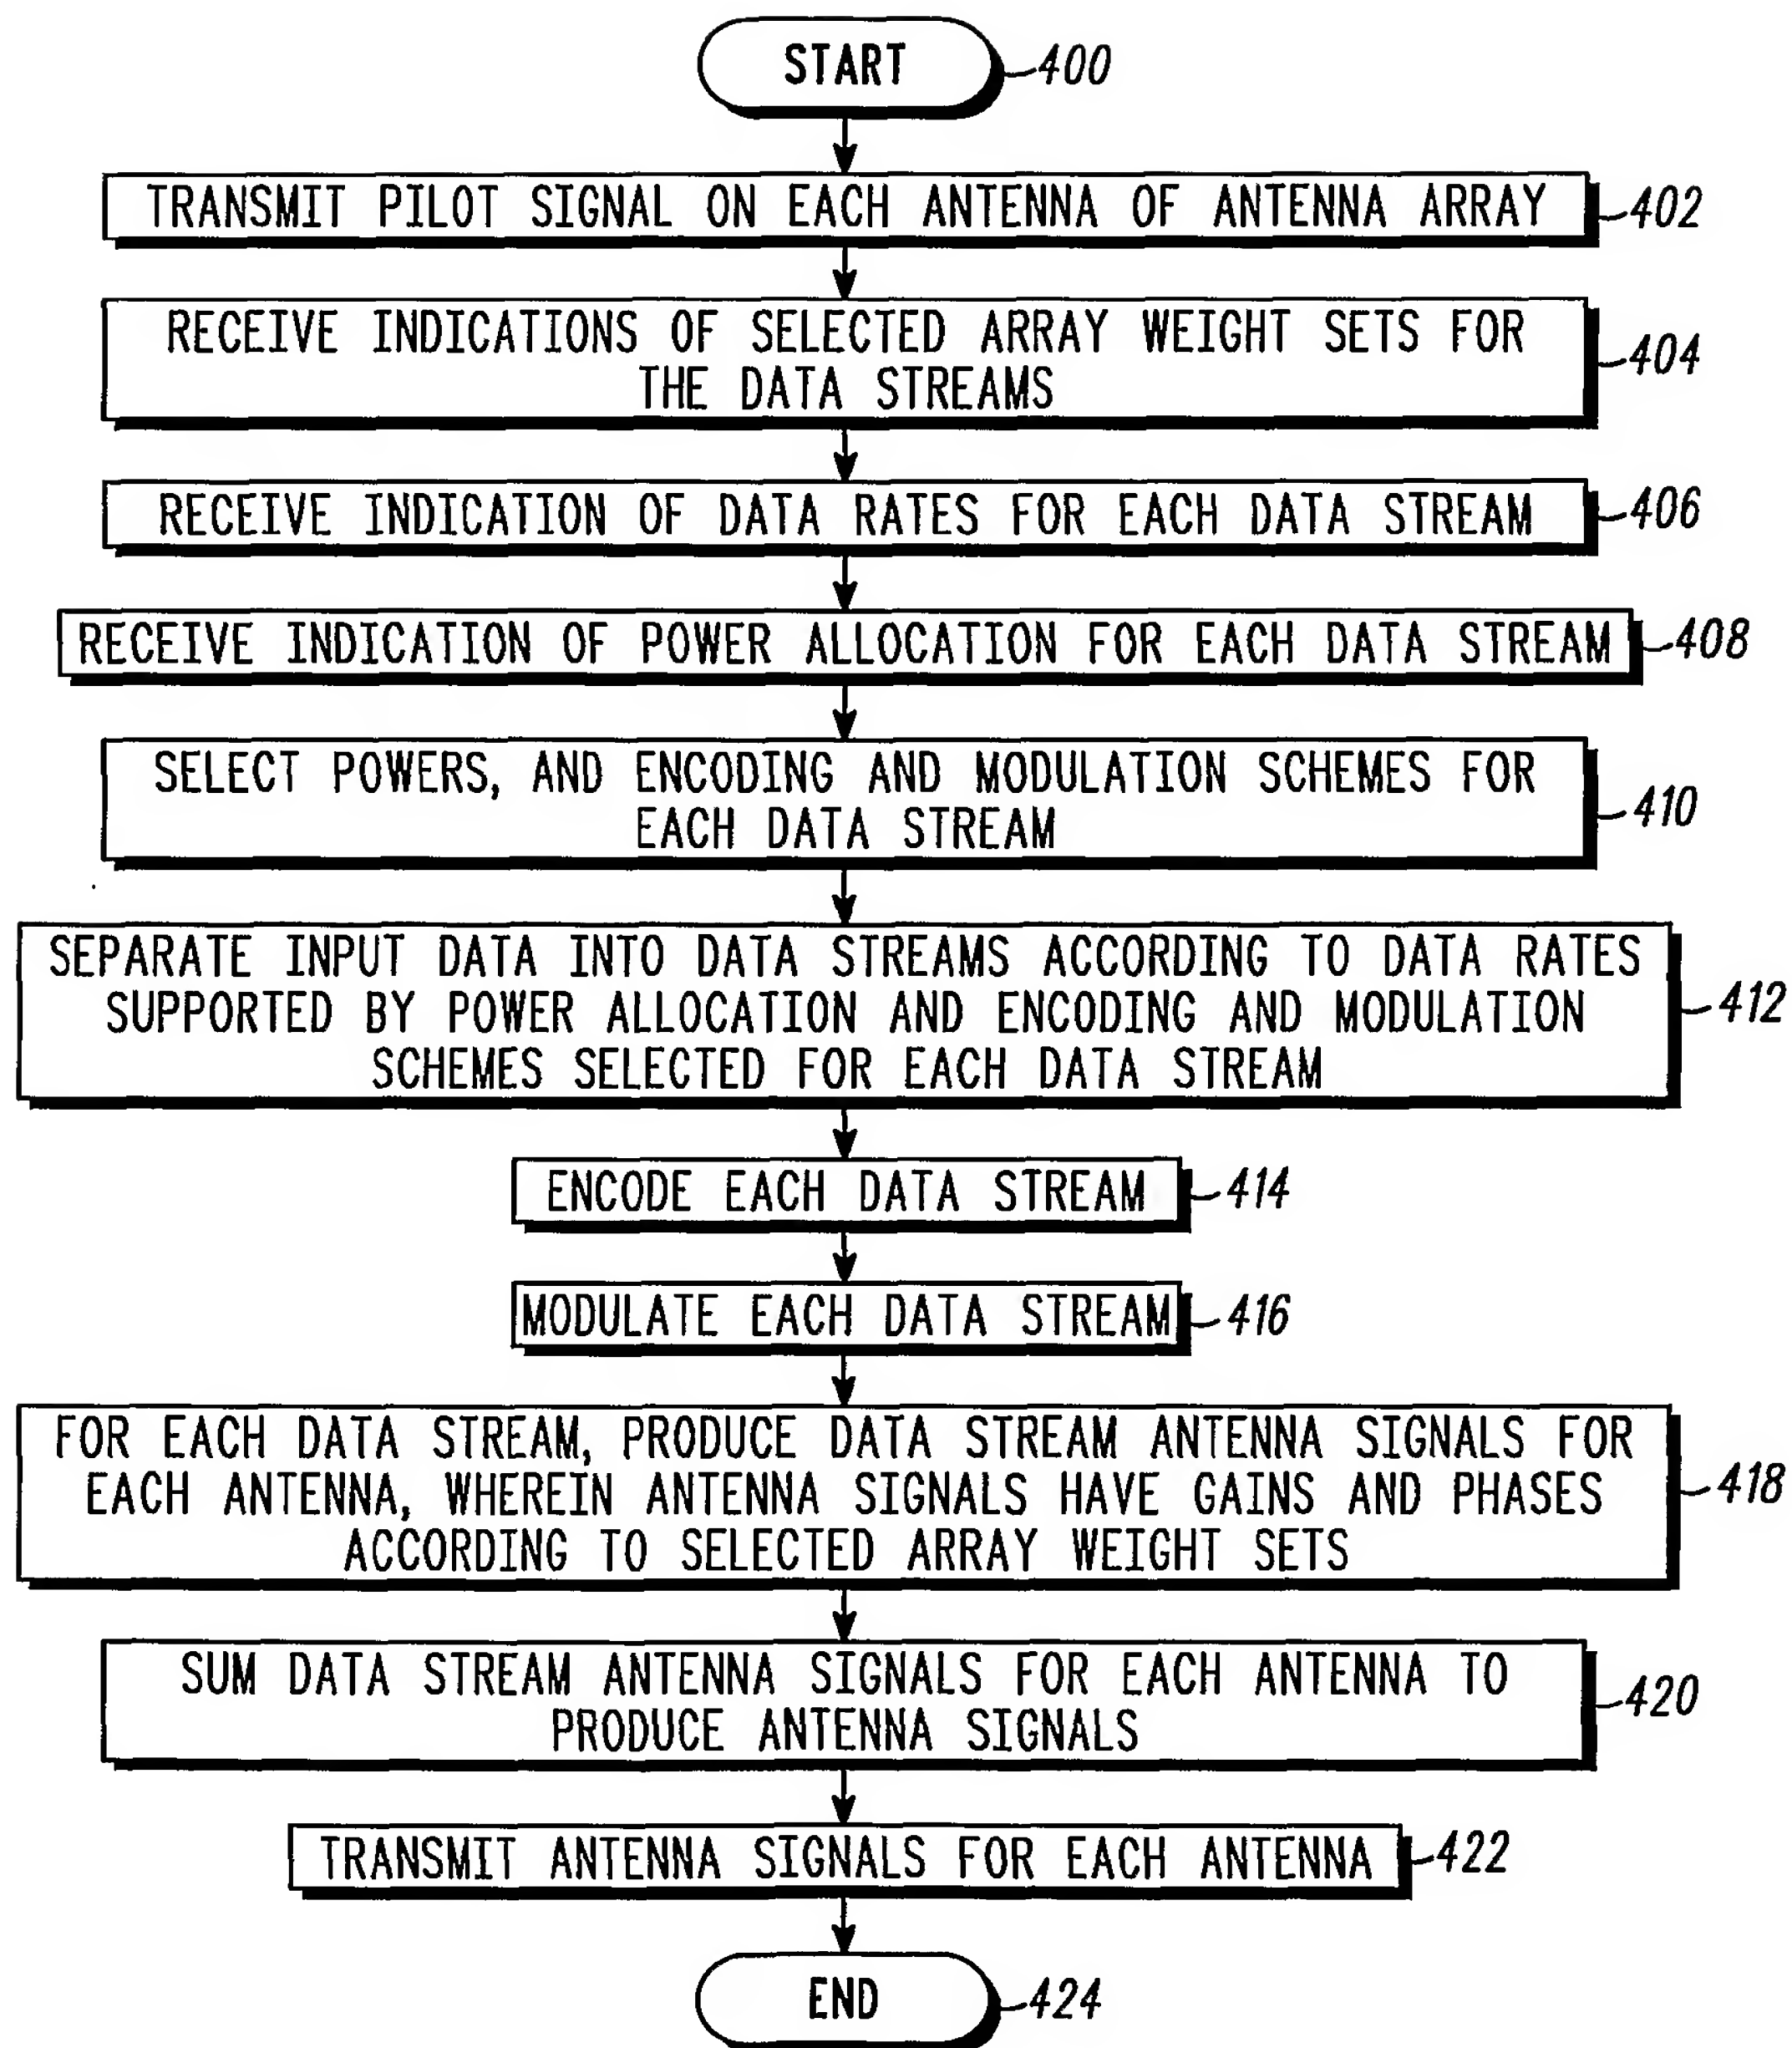 START
400
TRANSMIT PILOT SIGNAL ON EACH ANTENNA OF ANTENNA ARRAY
402
RECEIVE INDICATIONS OF SELECTED ARRAY WEIGHT SETS FOR
THE DATA STREAMS
404
RECEIVE INDICATION OF DATA RATES FOR EACH DATA STREAM
406
RECEIVE INDICATION OF POWER ALLOCATION FOR EACH DATA STREAM
408
SELECT POWERS, AND ENCODING AND MODULATION SCHEMES FOR
EACH DATA STREAM
410
SEPARATE INPUT DATA INTO DATA STREAMS ACCORDING TO DATA RATES
SUPPORTED BY POWER ALLOCATION AND ENCODING AND MODULATION
SCHEMES SELECTED FOR EACH DATA STREAM
412
ENCODE EACH DATA STREAM
414
MODULATE EACH DATA STREAM
416
FOR EACH DATA STREAM, PRODUCE DATA STREAM ANTENNA SIGNALS FOR
EACH ANTENNA, WHEREIN ANTENNA SIGNALS HAVE GAINS AND PHASES
ACCORDING TO SELECTED ARRAY WEIGHT SETS
418
SUM DATA STREAM ANTENNA SIGNALS FOR EACH ANTENNA TO
PRODUCE ANTENNA SIGNALS
420
TRANSMIT ANTENNA SIGNALS FOR EACH ANTENNA
422
END
424